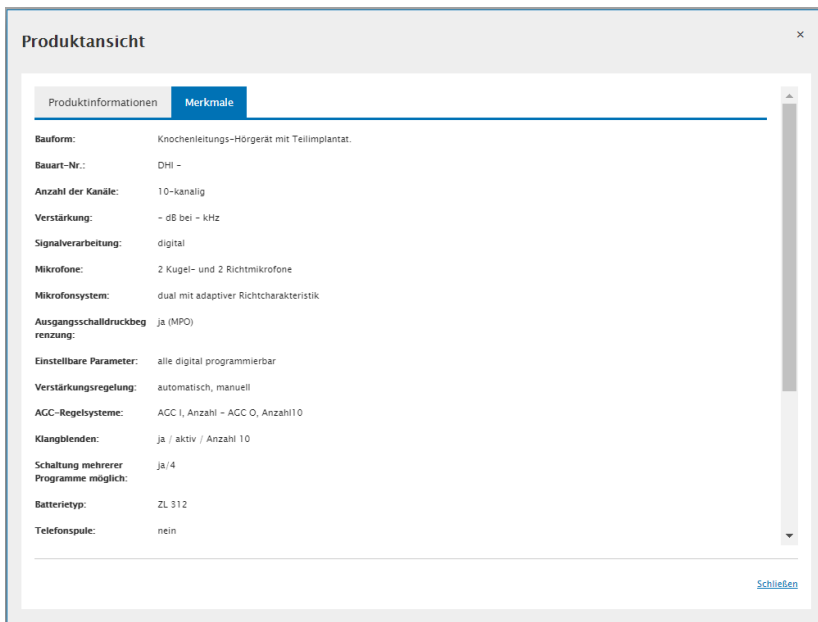 Produktansicht
×
Produktinformationen
Merkmale
Bauform: Knochenleitungs-Hörgerät mit Teilimplantat.
Bauart-Nr.: DHI -
Anzahl der Kanäle: 10-kanalig
Verstärkung: - dB bei - kHz
Signalverarbeitung: digital
Mikrofone: 2 Kugel- und 2 Richtmikrofone
Mikrofonsystem: dual mit adaptiver Richtcharakteristik
Ausgangsschalldruckbeg ja (MPO)
renzung:
Einstellbare Parameter: alle digital programmierbar
Verstärkungsregelung: automatisch, manuell
AGC-Regelsysteme: AGC I, Anzahl - AGC O, Anzahl10
Klangblenden: ja / aktiv / Anzahl 10
Schaltung mehrerer ja/4
Programme möglich:
Batterietyp: ZL 312
Telefonspule: nein
Schließen